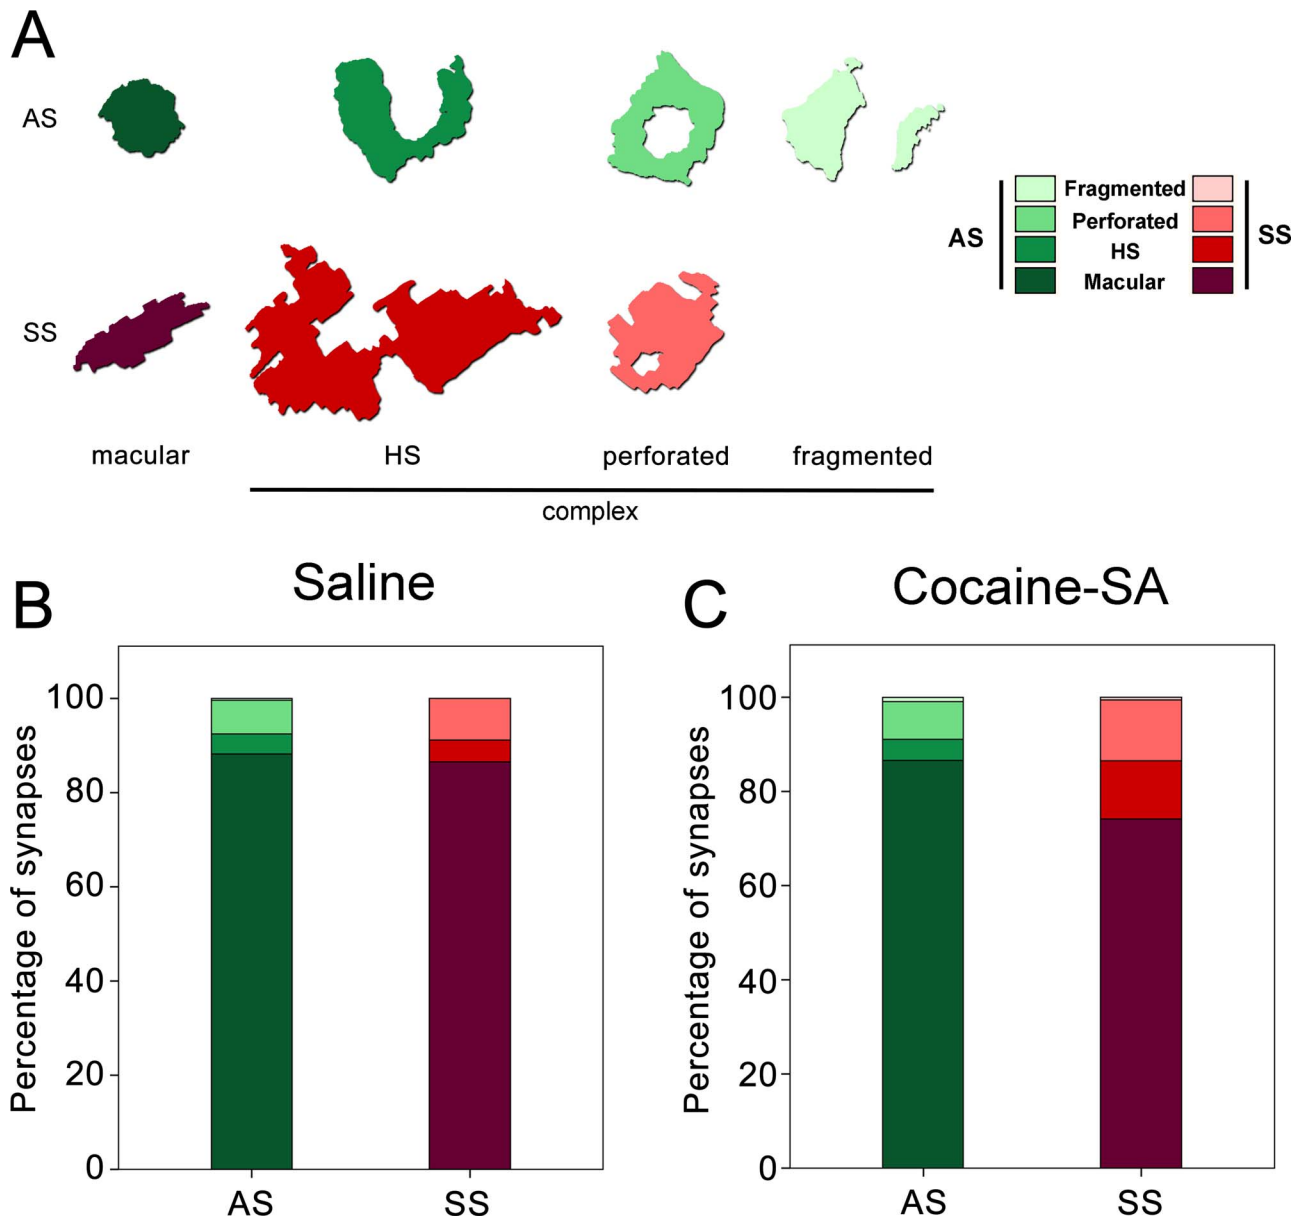 A
AS
SS
macular
HS
perforated
fragmented
complex
AS
Fragmented
Perforated
HS
Macular
SS
B
Saline
Percentage of synapses
100
80
60
40
20
0
AS
SS
C
Cocaine-SA
Percentage of synapses
100
80
60
40
20
0
AS
SS